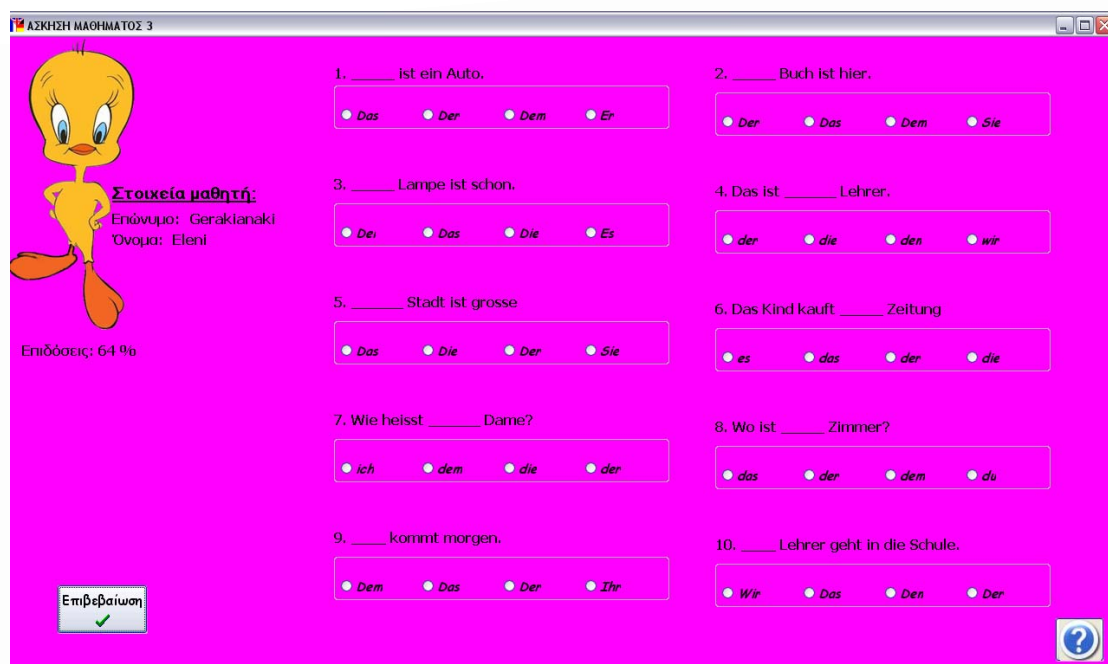 ΑΣΚΗΣΗ ΜΑΘΗΜΑΤΟΣ 3
Στοιχεία μαθητή:
Επώνυμο: Gerakianaki
Όνομα: Eleni
Επιδόσεις: 64 %
1. _____ ist ein Auto.
Das Der Dem Er
2. _____ Buch ist hier.
Der Das Dem Sie
3. _____ Lampe ist schon.
Der Das Die Es
4. Das ist ______ Lehrer.
der die den wir
5. ______ Stadt ist grosse
Das Die Der Sie
6. Das Kind kauft _____ Zeitung
es das der die
7. Wie heisst ______ Dame?
ich dem die der
8. Wo ist _____ Zimmer?
das der dem du
9. ____ kommt morgen.
Dem Das Der Ihr
10. ____ Lehrer geht in die Schule.
Wir Das Den Der
Επιβεβαίωση